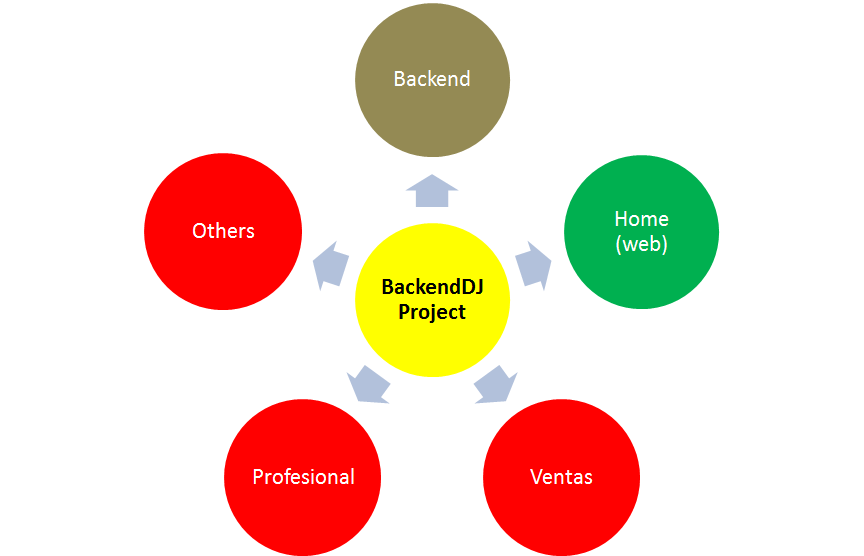 Backend
Others
Home
(web)
BackendDJ
Project
Profesional
Ventas